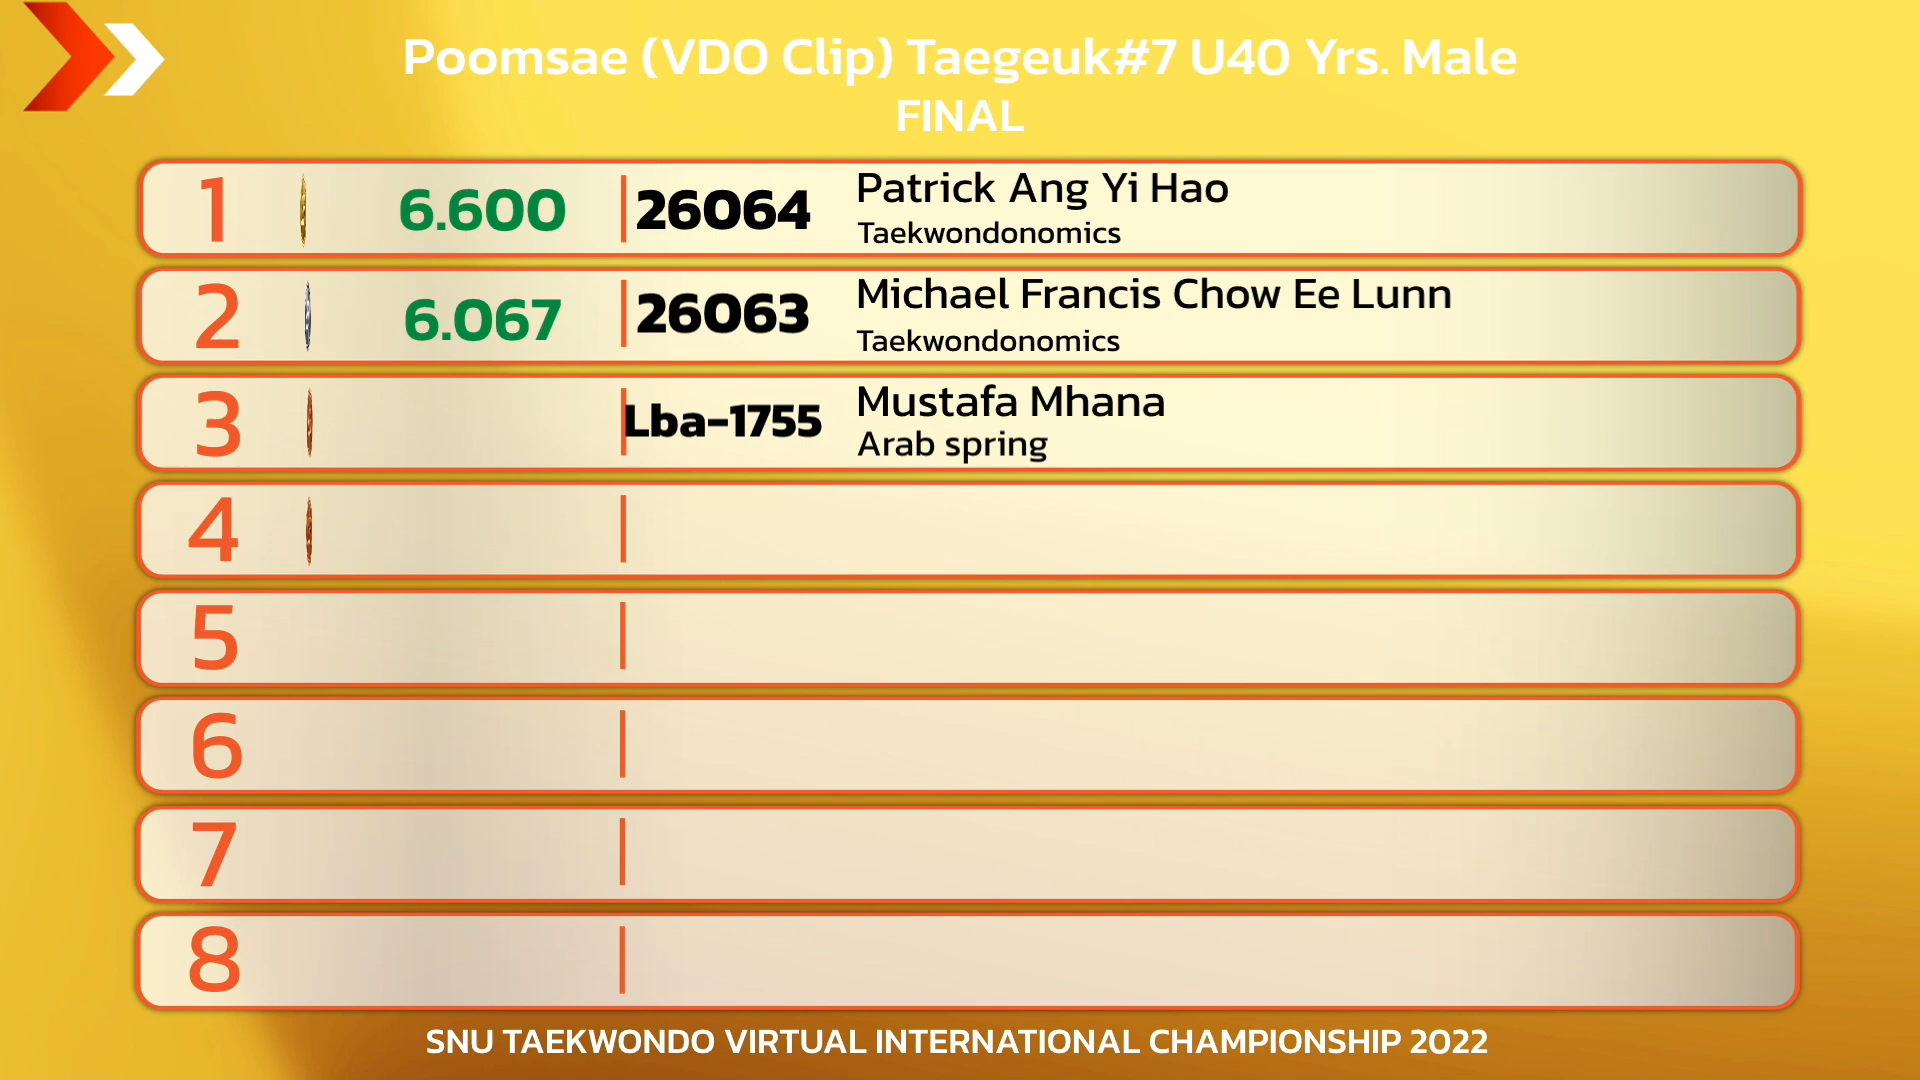 Poomsae (VDO Clip) Taegeuk#7 U40 Yrs. Male
FINAL
1 6.600 26064 Patrick Ang Yi Hao
Taekwondonomics
2 6.067 26063 Michael Francis Chow Ee Lunn
Taekwondonomics
3 Lba-1755 Mustafa Mhana
Arab spring
4
5
6
7
8
SNU TAEKWONDO VIRTUAL INTERNATIONAL CHAMPIONSHIP 2022